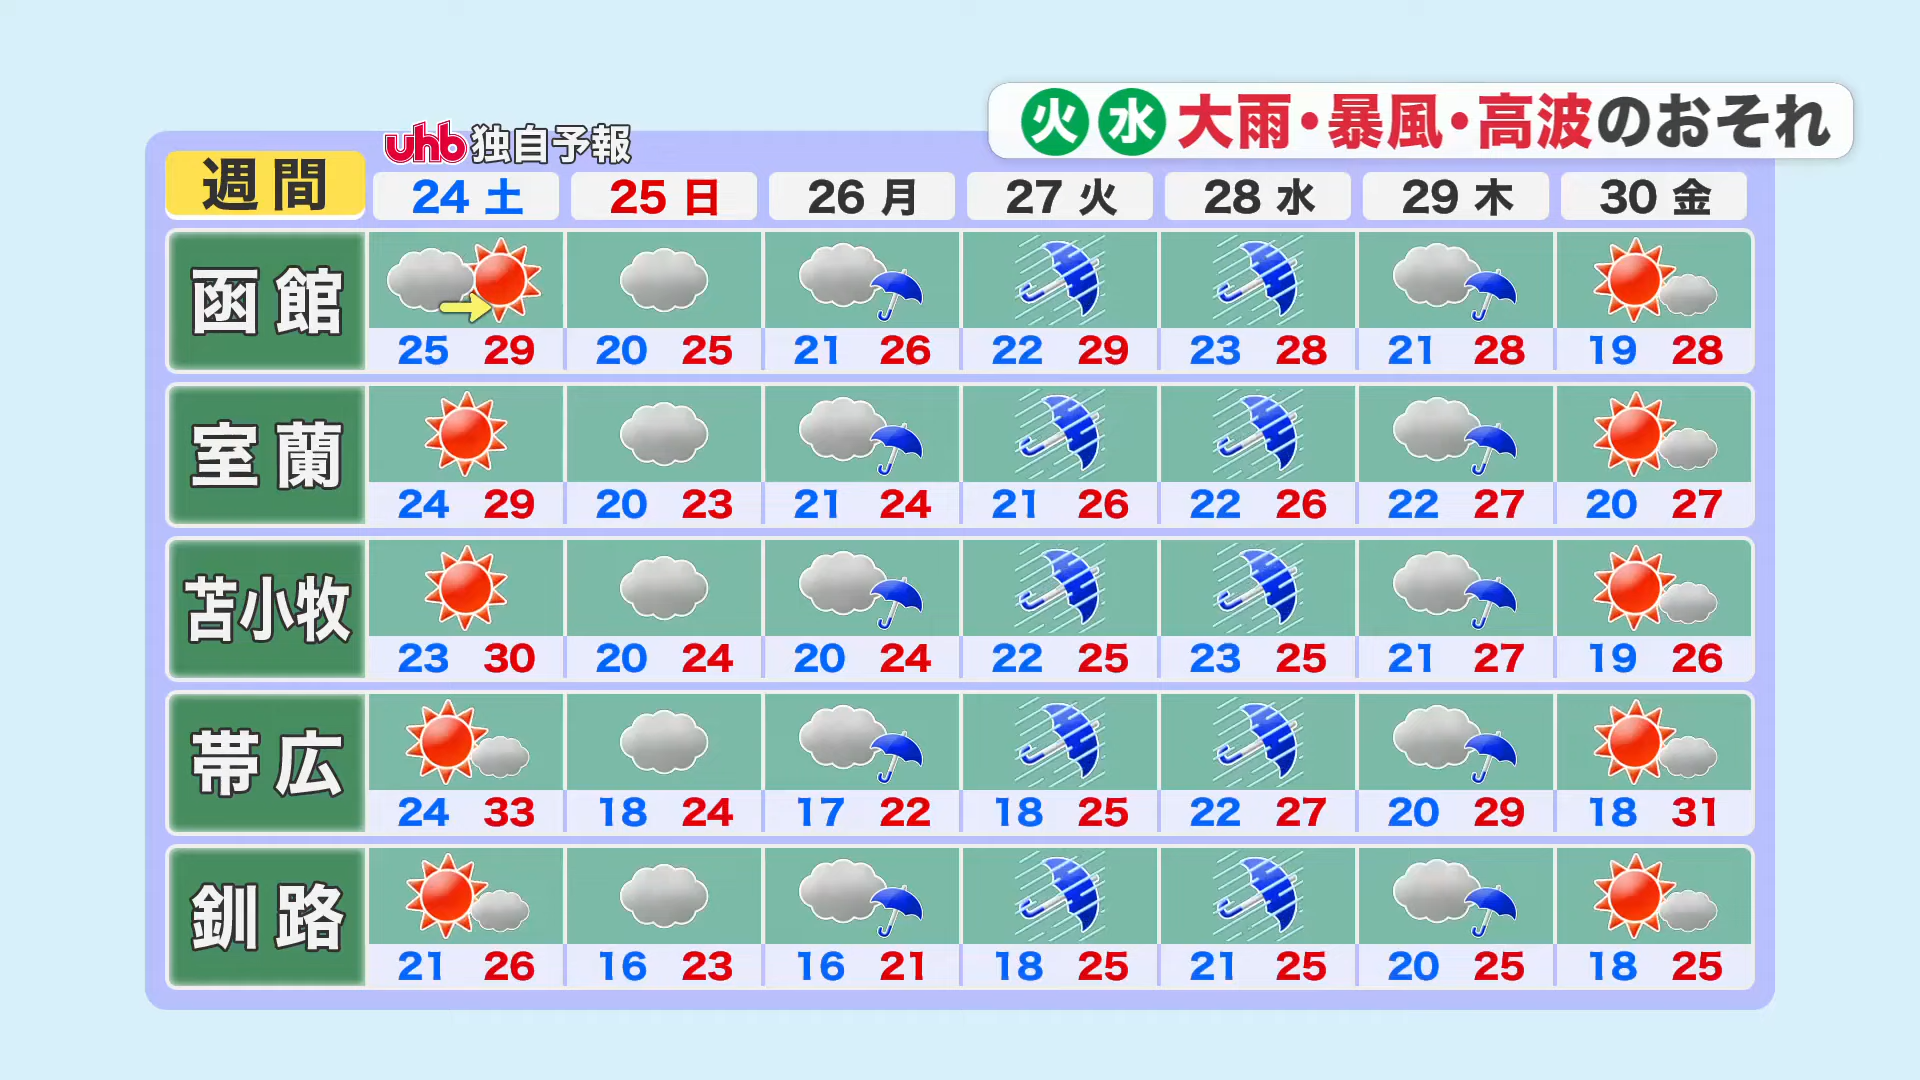 火 水 大雨・暴風・高波のおそれ
uhb 独自予報
週間 24 土 25 日 26 月 27 火 28 水 29 木 30 金
函館
25 29 20 25 21 26 22 29 23 28 21 28 19 28
室蘭
24 29 20 23 21 24 21 26 22 26 22 27 20 27
苫小牧
23 30 20 24 20 24 22 25 23 25 21 27 19 26
帯広
24 33 18 24 17 22 18 25 22 27 20 29 18 31
釧路
21 26 16 23 16 21 18 25 21 25 20 25 18 25